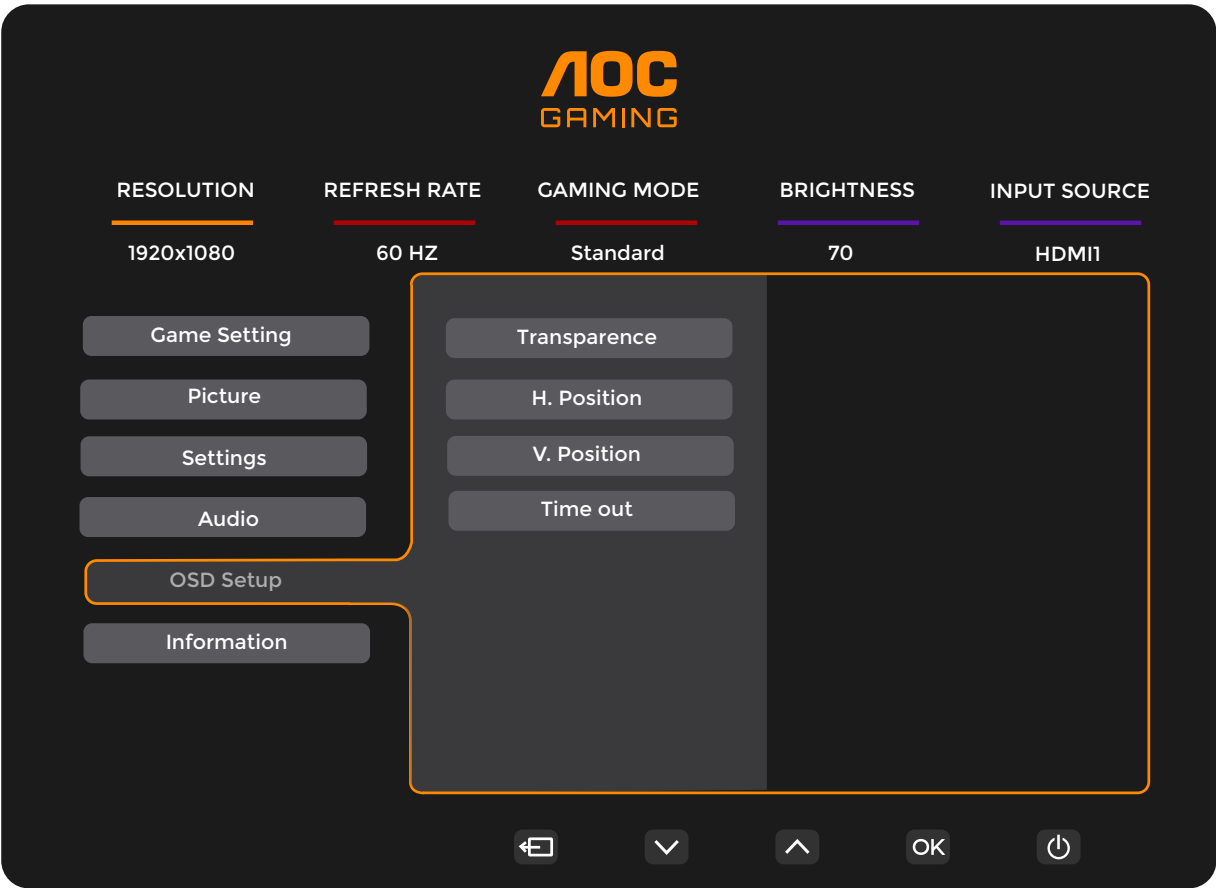 AOC
GAMING
RESOLUTION REFRESH RATE GAMING MODE BRIGHTNESS INPUT SOURCE
1920x1080 60 HZ Standard 70 HDMI1
Game Setting
Picture
Settings
Audio
OSD Setup
Information
Transparence
H. Position
V. Position
Time out
OK